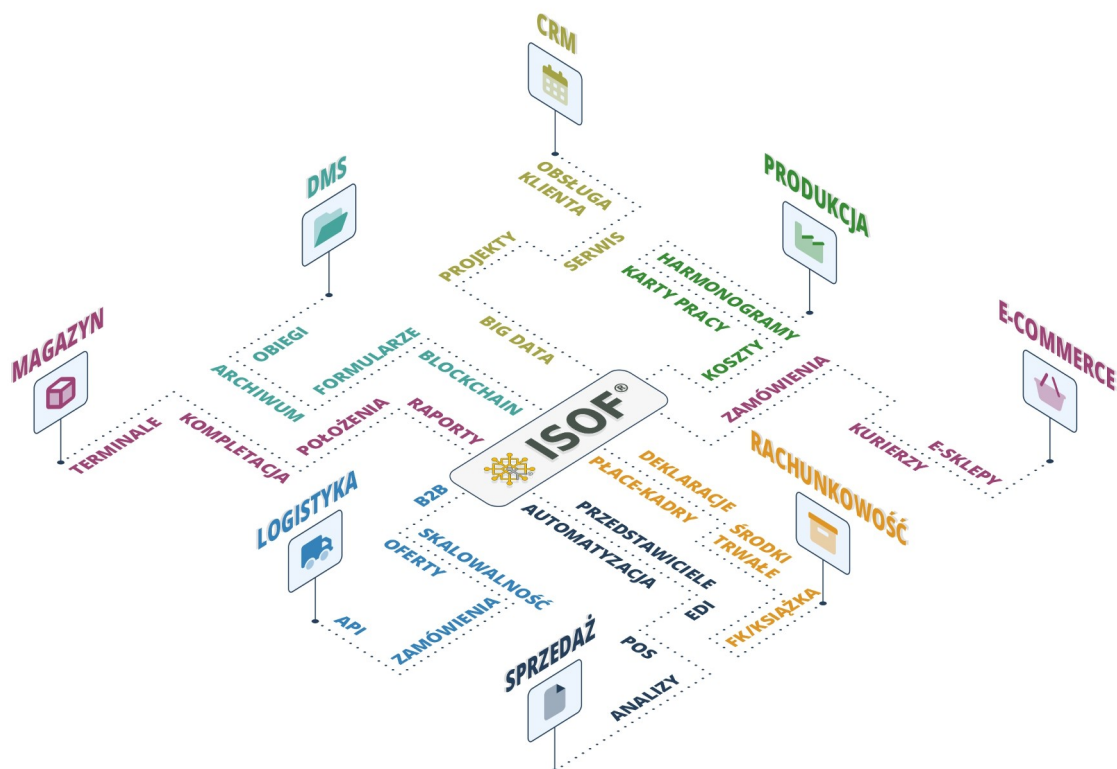 CRM
OBSŁUGA
KLIENTA
SERWIS
PROJEKTY
BIG DATA
DMS
OBIEGI
ARCHIWUM
FORMULARZE
BLOCKCHAIN
PRODUKCJA
HARMONOGRAMY
KARTY PRACY
KOSZTY
MAGAZYN
TERMINALE
KOMPLETACJA
POŁOŻENIA
RAPORTY
E-COMMERCE
ZAMÓWIENIA
KURIERZY
E-SKLEPY
ISOF®
LOGISTYKA
B2B
SKALOWALNOŚĆ
OFERTY
API
ZAMÓWIENIA
RACHUNKOWOŚĆ
DEKLARACJE
PŁACE-KADRY
ŚRODKI
TRWAŁE
FK/KSIĄŻKA
SPRZEDAŻ
PRZEDSTAWICIELE
AUTOMATYZACJA
EDI
POS
ANALIZY